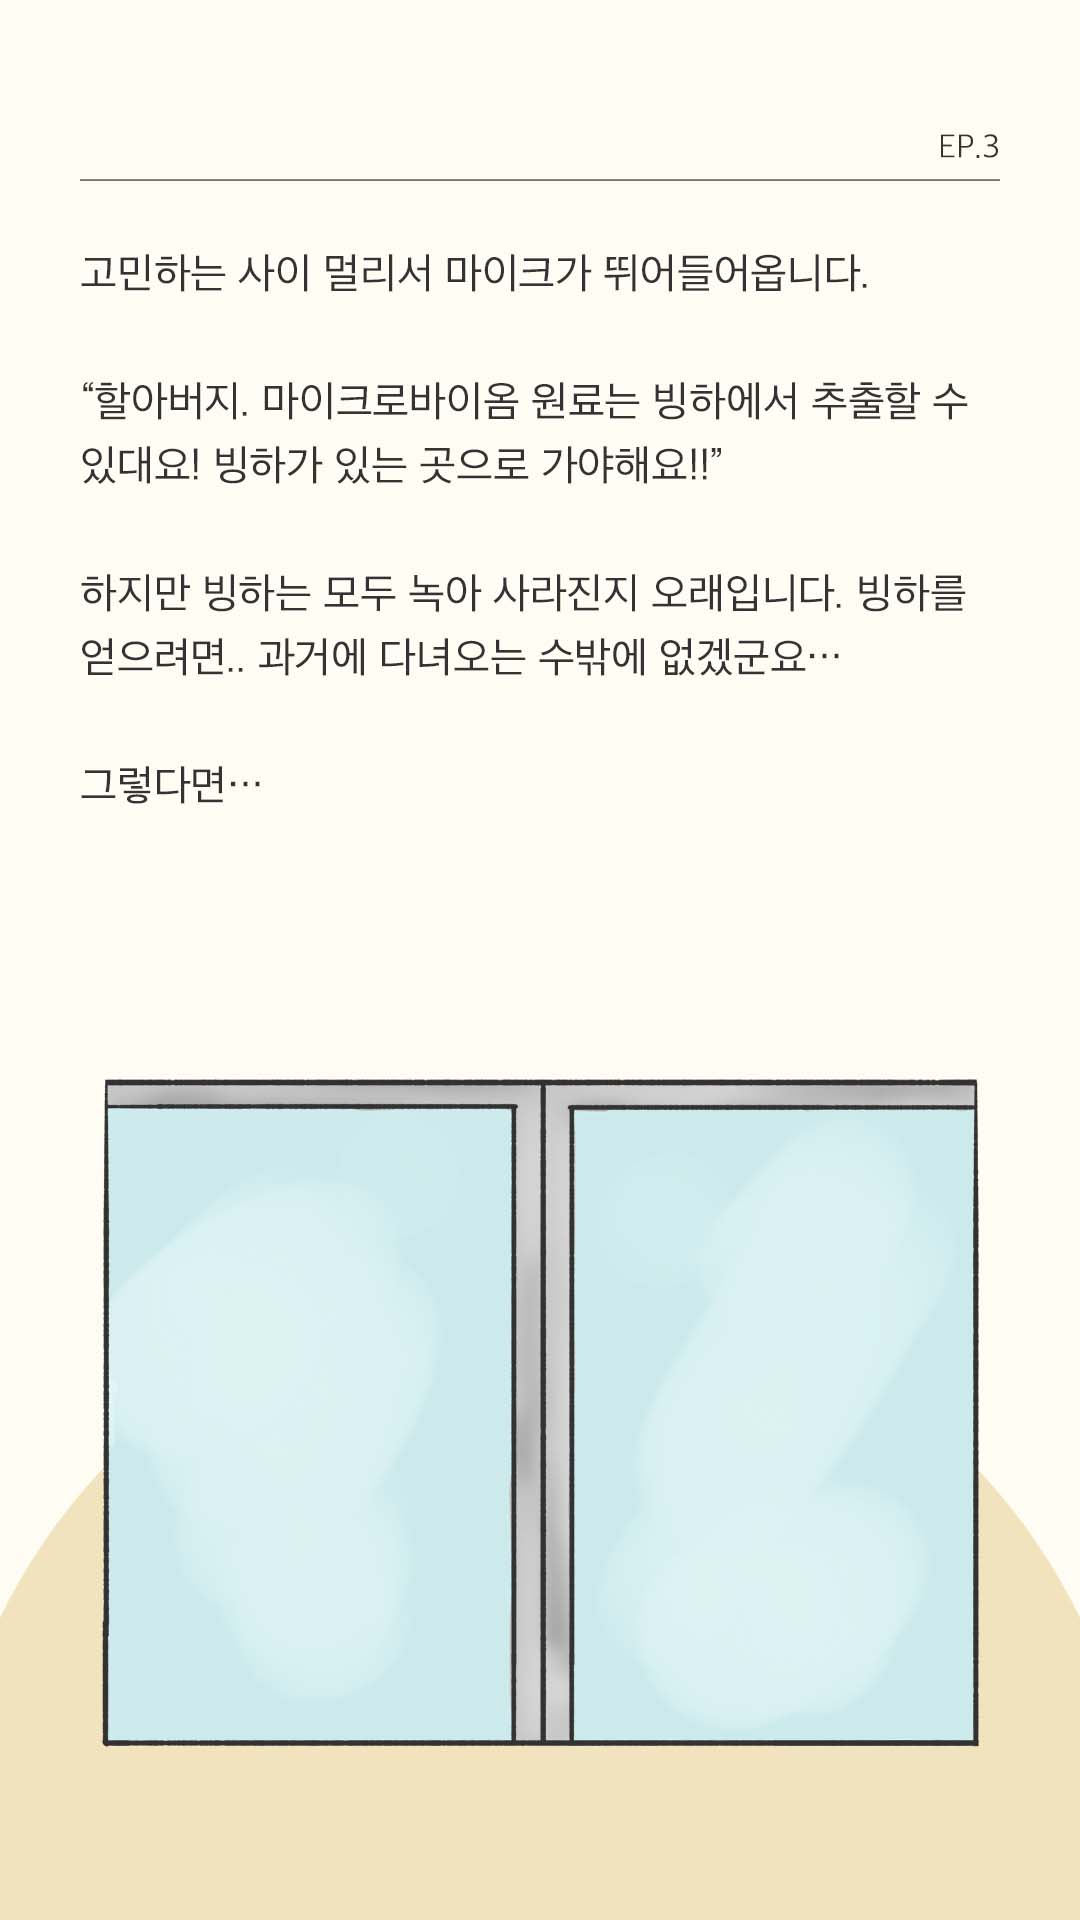 EP.3
고민하는 사이 멀리서 마이크가 뛰어들어옵니다.
“할아버지. 마이크로바이옴 원료는 빙하에서 추출할 수
있대요! 빙하가 있는 곳으로 가야해요!!”
하지만 빙하는 모두 녹아 사라진지 오래입니다. 빙하를
얻으려면.. 과거에 다녀오는 수밖에 없겠군요…
그렇다면…